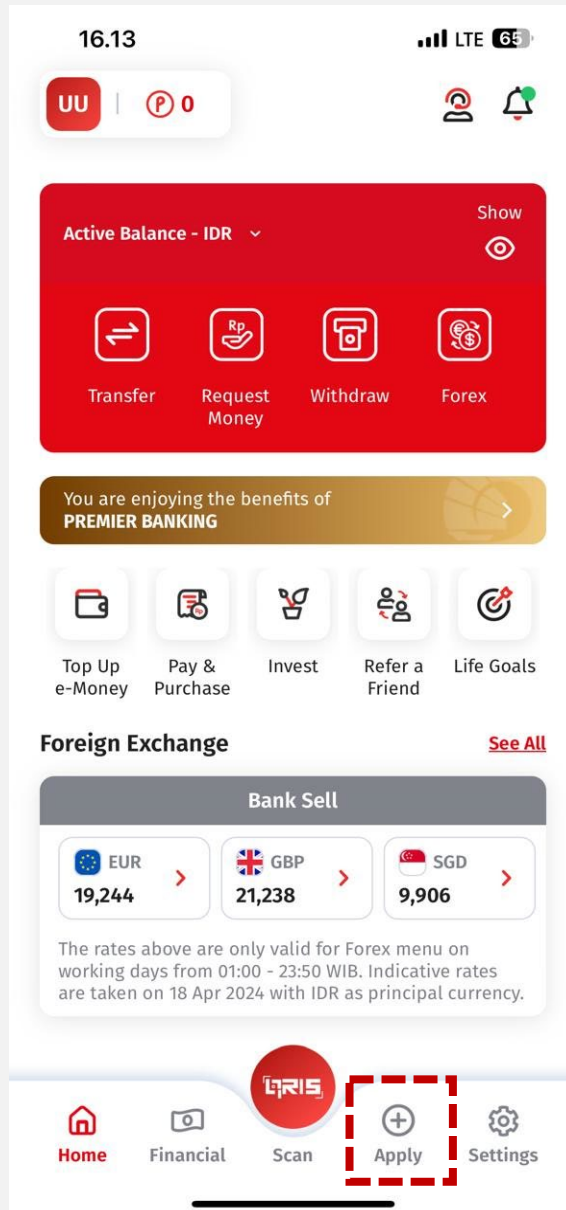 16.13
LTE 65
UU
0
Active Balance - IDR
Show
Rp
Transfer
Request
Money
Withdraw
Forex
You are enjoying the benefits of
PREMIER BANKING
Top Up
e-Money
Pay &
Purchase
Invest
Refer a
Friend
Life Goals
Foreign Exchange
See All
Bank Sell
EUR
19,244
GBP
21,238
SGD
9,906
The rates above are only valid for Forex menu on
working days from 01:00 - 23:50 WIB. Indicative rates
are taken on 18 Apr 2024 with IDR as principal currency.
QRIS
Home
Financial
Scan
Apply
Settings